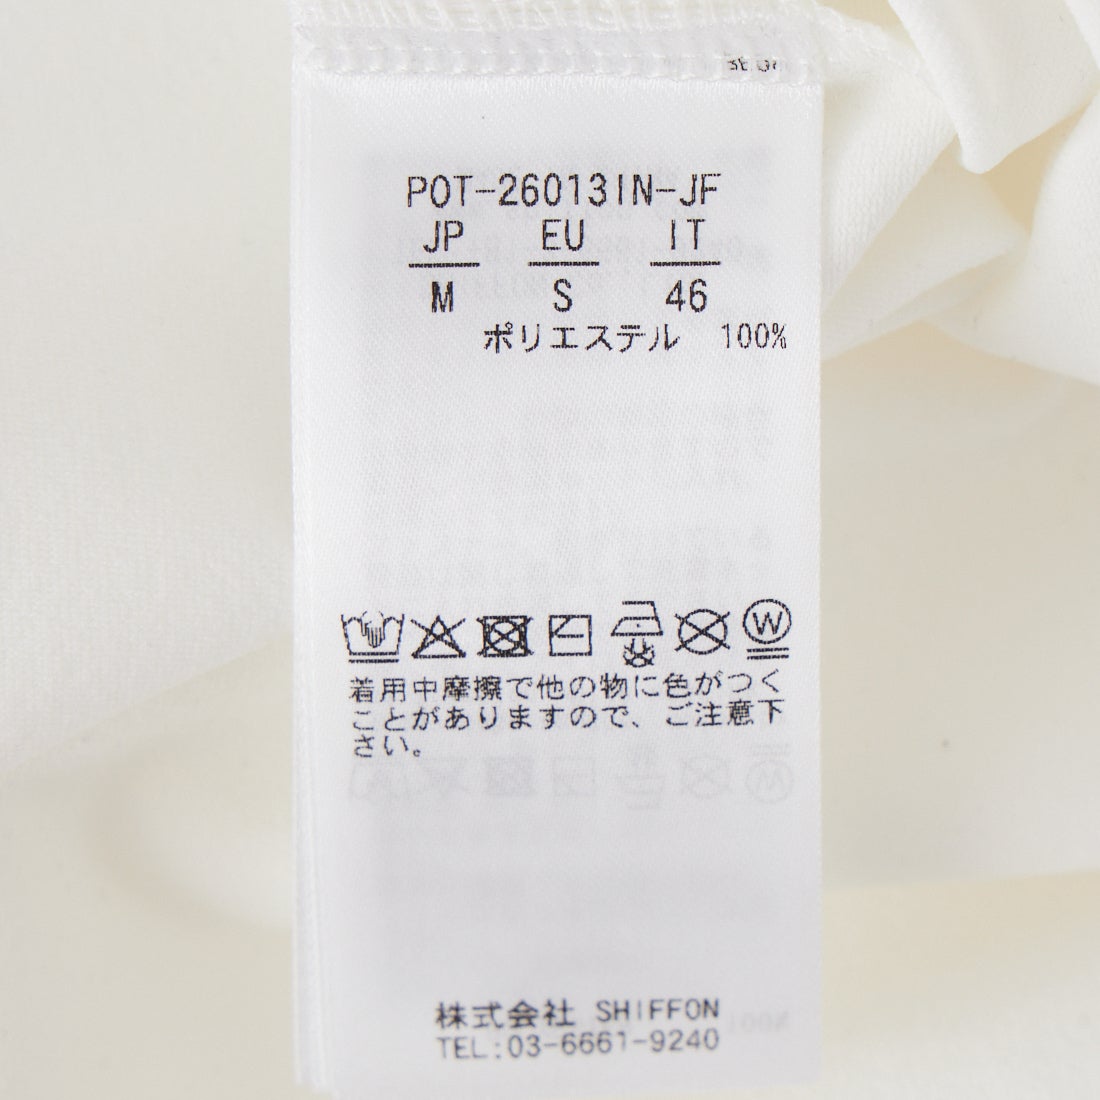 POT-26013IN-JF
JP EU IT
M S 46
ポリエステル 100%
W
着用中摩擦で他の物に色がつく
ことがありますので、ご注意下
さい。
株式会社 SHIFFON
TEL:03-6661-9240